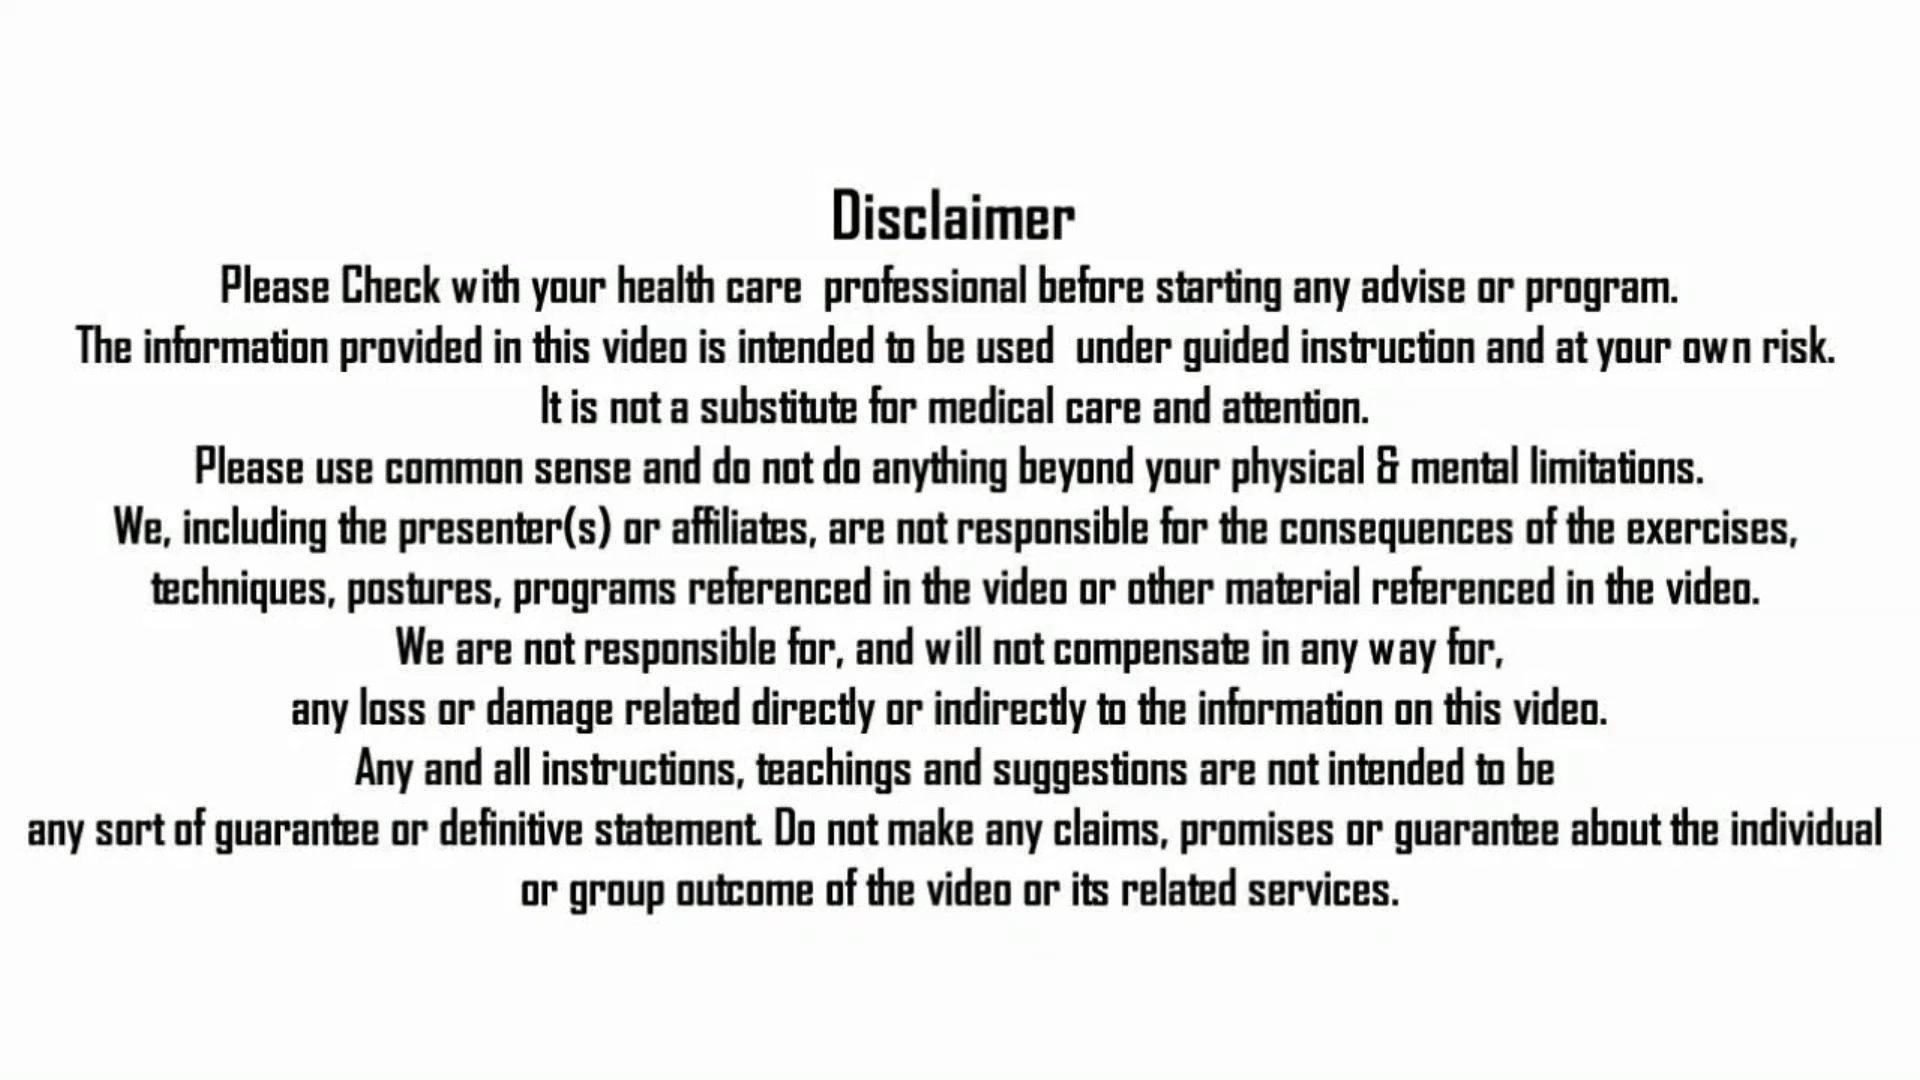 Disclaimer
Please Check with your health care professional before starting any advise or program.
The information provided in this video is intended to be used under guided instruction and at your own risk.
It is not a substitute for medical care and attention.
Please use common sense and do not do anything beyond your physical & mental limitations.
We, including the presenter(s) or affiliates, are not responsible for the consequences of the exercises,
techniques, postures, programs referenced in the video or other material referenced in the video.
We are not responsible for, and will not compensate in any way for,
any loss or damage related directly or indirectly to the information on this video.
Any and all instructions, teachings and suggestions are not intended to be
any sort of guarantee or definitive statement. Do not make any claims, promises or guarantee about the individual
or group outcome of the video or its related services.